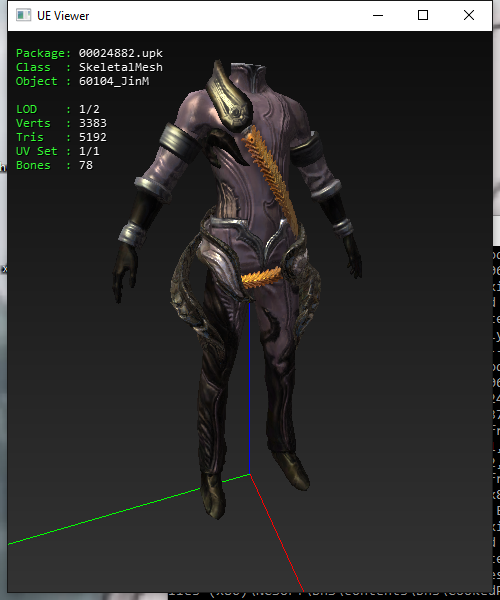 UE Viewer
Package: 00024882.upk
Class  : SkeletalMesh
Object : 60104_JinM
LOD    : 1/2
Verts  : 3383
Tris   : 5192
UV Set : 1/1
Bones  : 78